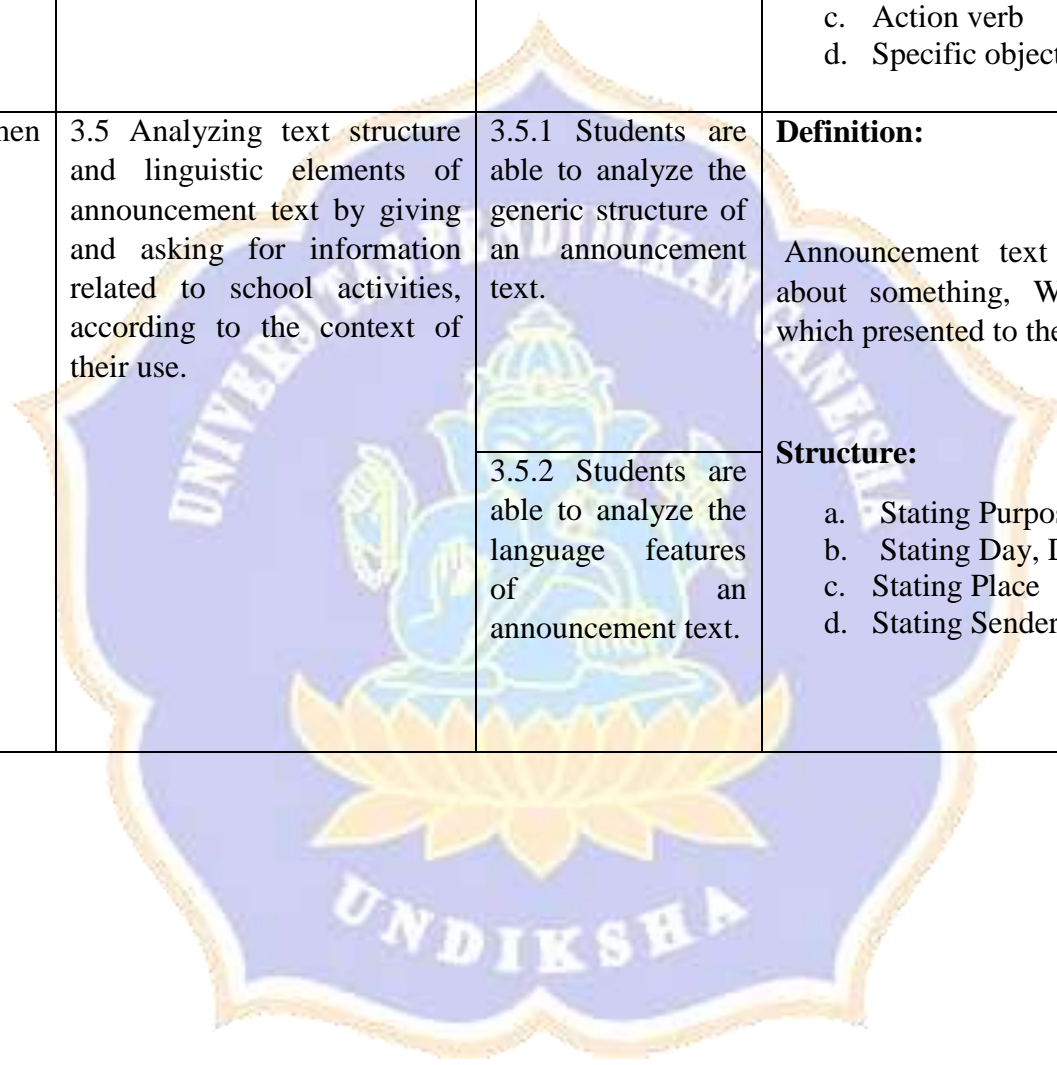 c. Action verb
d. Specific object
3.5 Analyzing text structure
and linguistic elements of
announcement text by giving
and asking for information
related to school activities,
according to the context of
their use.
3.5.1 Students are
able to analyze the
generic structure of
an announcement
text.
3.5.2 Students are
able to analyze the
language features
of an
announcement text.
Definition:
Announcement text
about something,
which presented to the
Structure:
a. Stating Purpos
b. Stating Day,
c. Stating Place
d. Stating Sender
UNIVERSITAS PENDIDIKAN GANESHA
UNDIKSHA